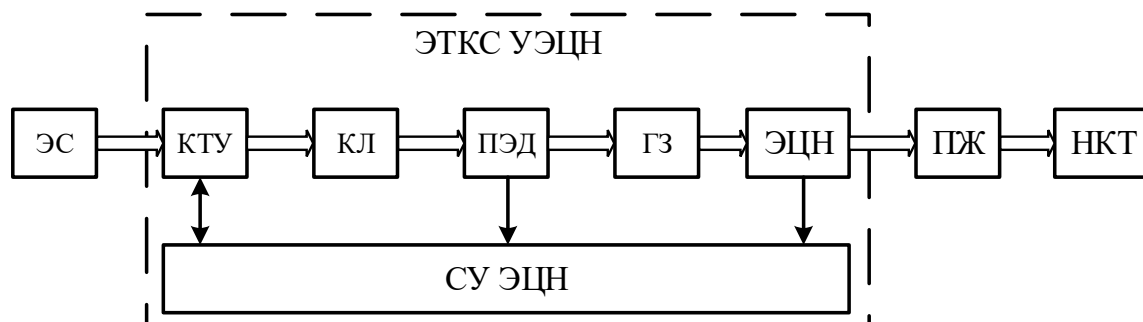 ЭТКС УЭЦН
ЭС КТУ КЛ ПЭД ГЗ ЭЦН ПЖ НКТ
СУ ЭЦН